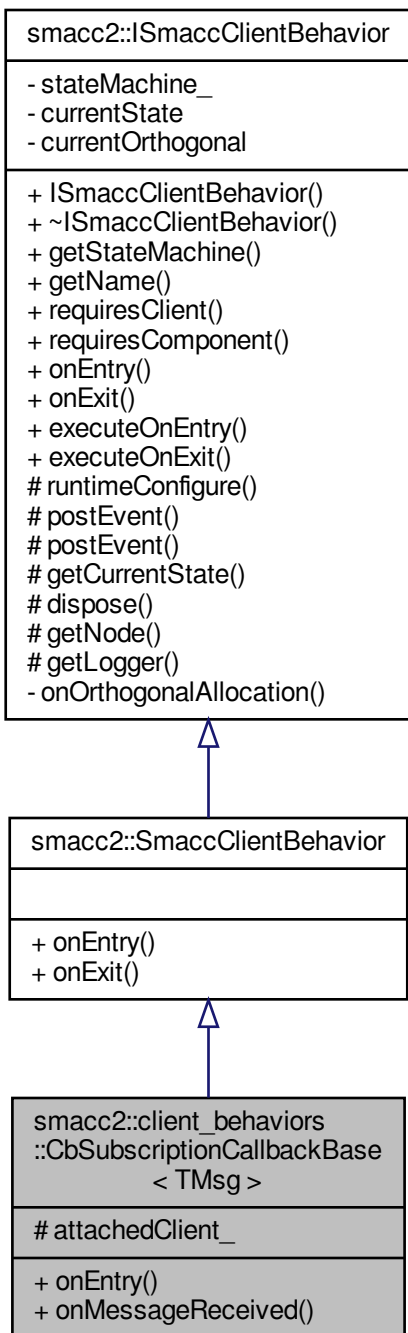 smacc2::ISmaccClientBehavior
- stateMachine_
- currentState
- currentOrthogonal
+ ISmaccClientBehavior()
+ ~ISmaccClientBehavior()
+ getStateMachine()
+ getName()
+ requiresClient()
+ requiresComponent()
+ onEntry()
+ onExit()
+ executeOnEntry()
+ executeOnExit()
# runtimeConfigure()
# postEvent()
# postEvent()
# getCurrentState()
# dispose()
# getNode()
# getLogger()
- onOrthogonalAllocation()
smacc2::SmaccClientBehavior
+ onEntry()
+ onExit()
smacc2::client_behaviors
::CbSubscriptionCallbackBase
< TMsg >
# attachedClient_
+ onEntry()
+ onMessageReceived()